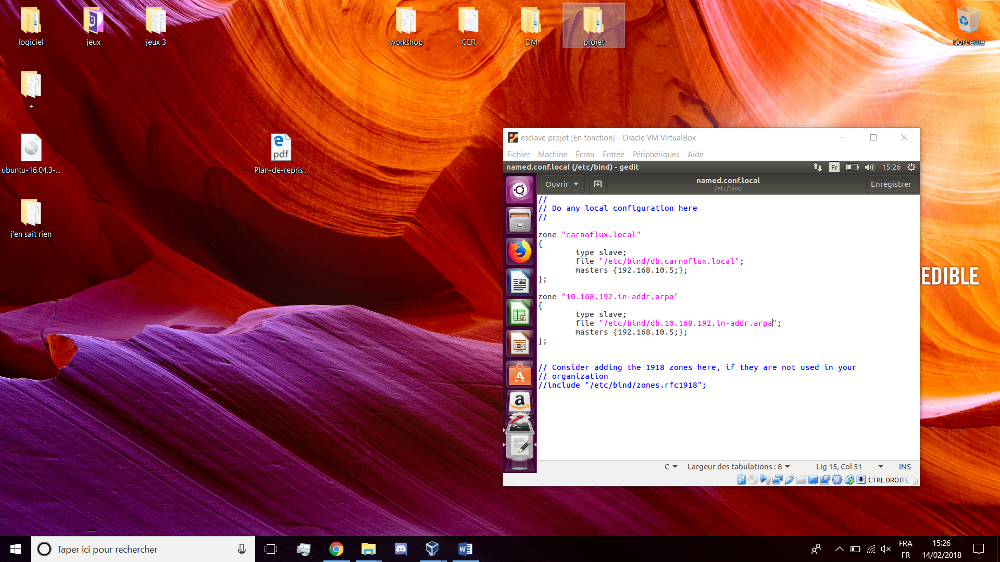 logiciel
jeux
jeux 3
workshop
CER
DM
projet
Corbeille
+
ubuntu-16.04.3-...
pdf
Plan-de-repris...
j'en sait rien
EDIBLE
esclave projet [En fonction] - Oracle VM VirtualBox
Fichier Machine Écran Entrée Périphériques Aide
named.conf.local (/etc/bind) - gedit
Fr
15:26
Ouvrir
named.conf.local
/etc/bind
Enregistrer
//
// Do any local configuration here
//
zone "carnoflux.local"
{
type slave;
file "/etc/bind/db.carnoflux.local";
masters {192.168.10.5;};
};
zone "10.168.192.in-addr.arpa"
{
type slave;
file "/etc/bind/db.10.168.192.in-addr.arpa";
masters {192.168.10.5;};
};
// Consider adding the 1918 zones here, if they are not used in your
// organization
//include "/etc/bind/zones.rfc1918";
C
Largeur des tabulations : 8
Lig 15, Col 51
INS
CTRL DROITE
Taper ici pour rechercher
FRA
FR
15:26
14/02/2018